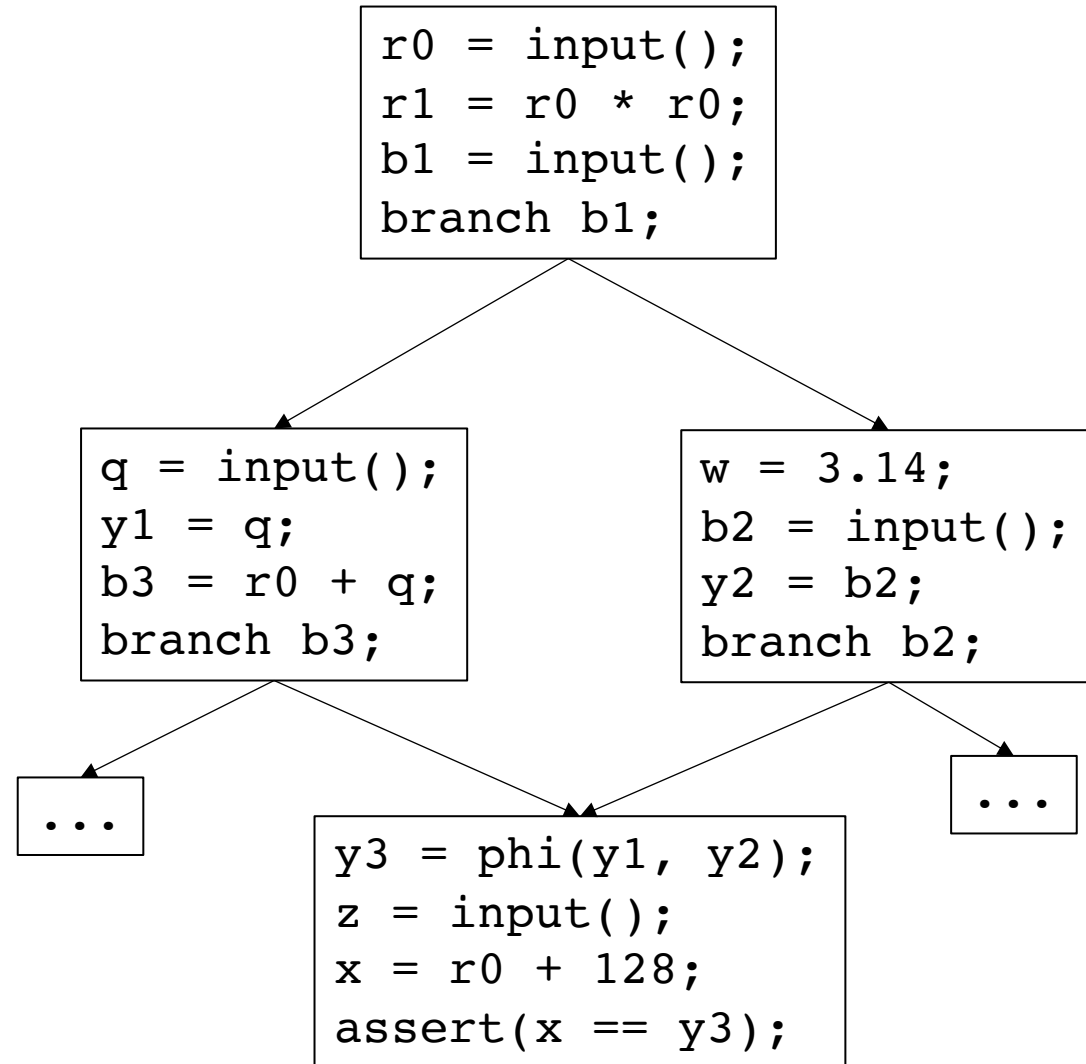 r0 = input();
r1 = r0 * r0;
b1 = input();
branch b1;
q = input();
y1 = q;
b3 = r0 + q;
branch b3;
w = 3.14;
b2 = input();
y2 = b2;
branch b2;
...
...
y3 = phi(y1, y2);
z = input();
x = r0 + 128;
assert(x == y3);